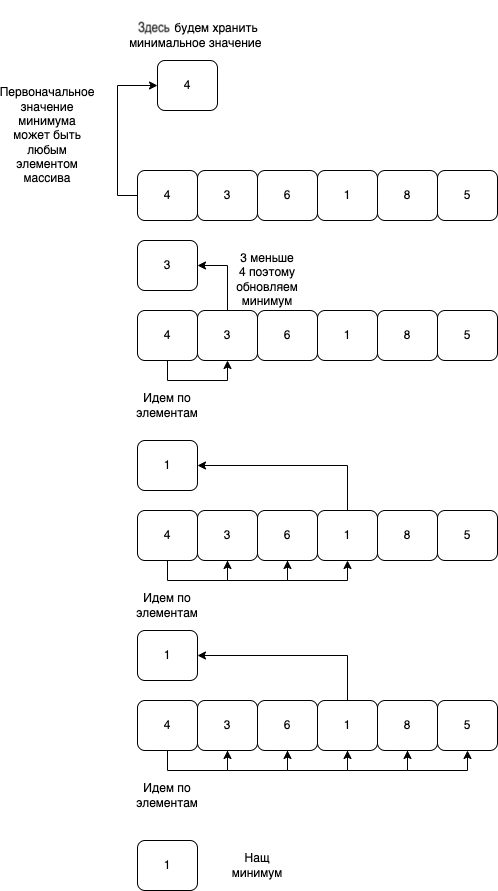 Здесь будем хранить
минимальное значение
4
Первоначальное
значение
минимума
может быть
любым
элементом
массива
4 3 6 1 8 5
3
3 меньше
4 поэтому
обновляем
минимум
4 3 6 1 8 5
Идем по
элементам
1
4 3 6 1 8 5
Идем по
элементам
1
4 3 6 1 8 5
Идем по
элементам
1
Нащ
минимум